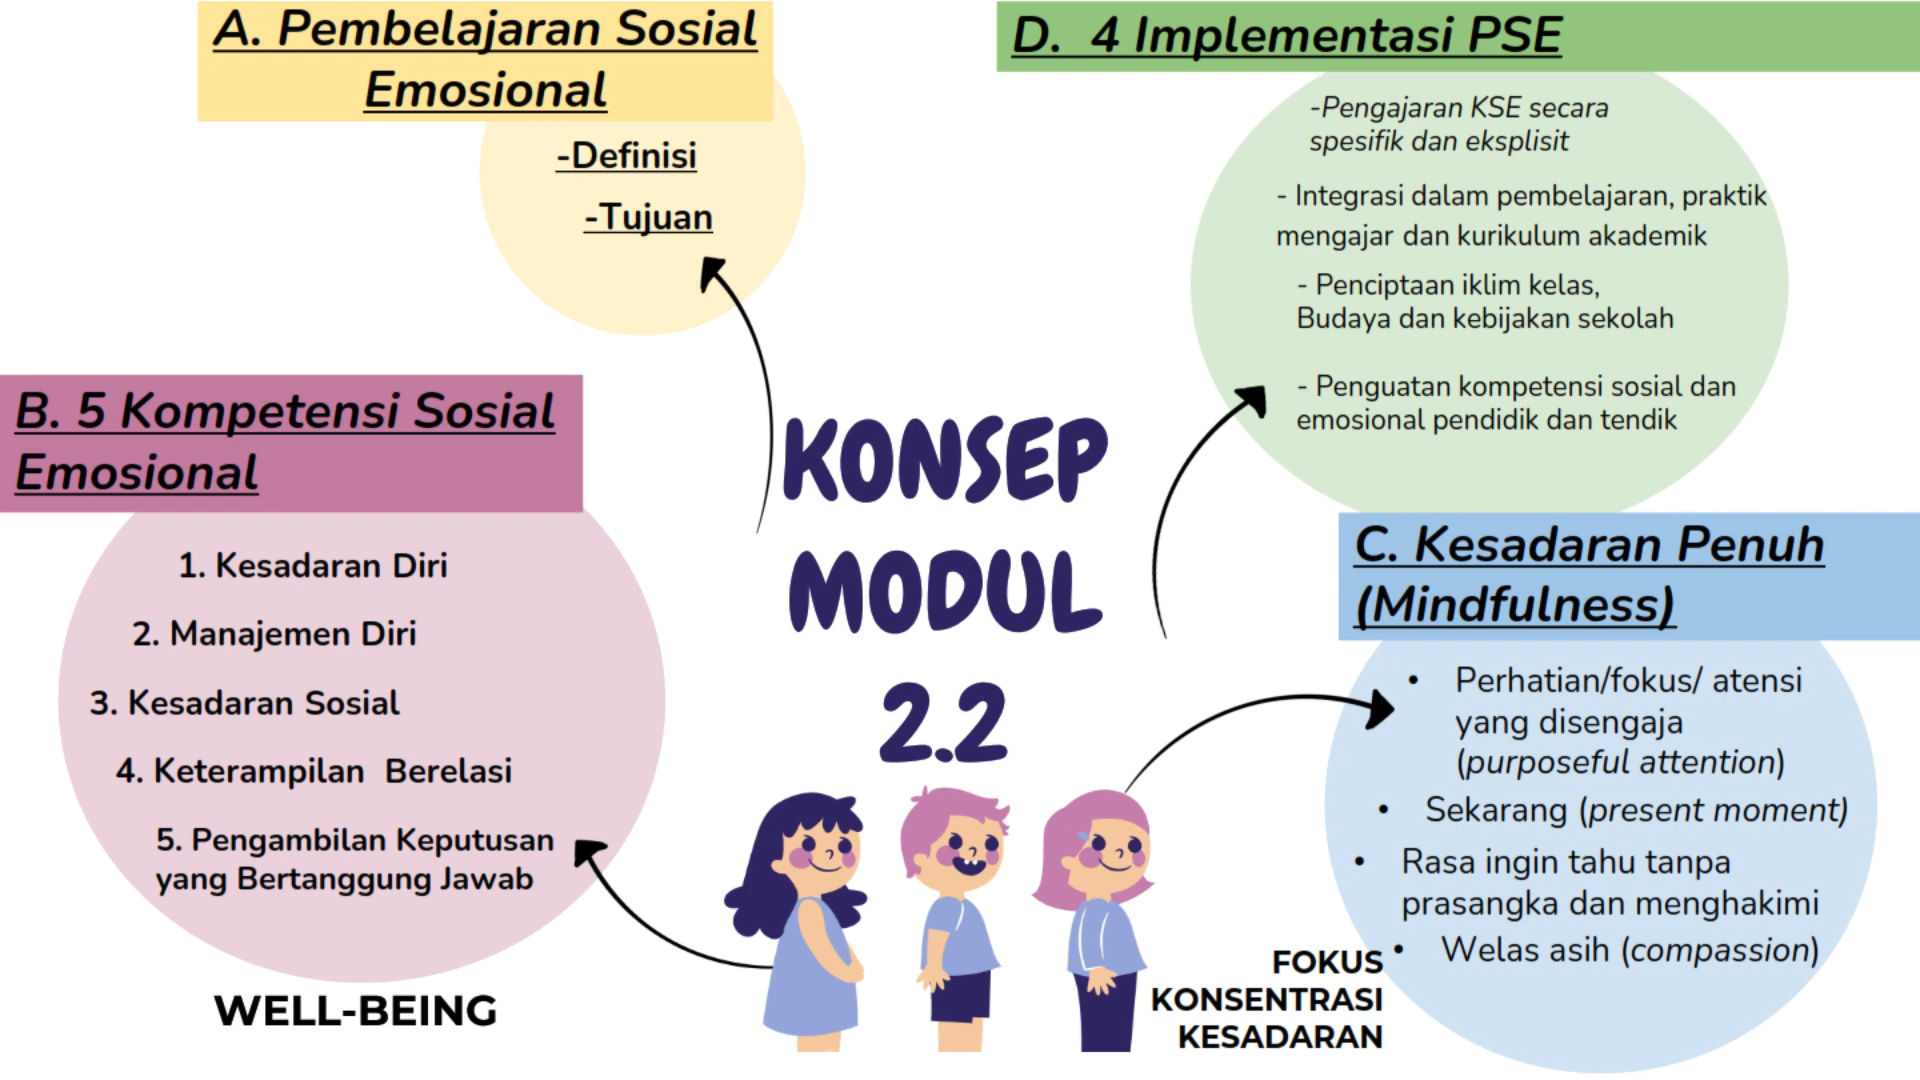 A. Pembelajaran Sosial
Emosional
-Definisi
-Tujuan
B. 5 Kompetensi Sosial
Emosional
1. Kesadaran Diri
2. Manajemen Diri
3. Kesadaran Sosial
4. Keterampilan  Berelasi
5. Pengambilan Keputusan
yang Bertanggung Jawab
WELL-BEING
KONSEP
MODUL
2.2
D.  4 Implementasi PSE
-Pengajaran KSE secara
spesifik dan eksplisit
- Integrasi dalam pembelajaran, praktik
mengajar dan kurikulum akademik
- Penciptaan iklim kelas,
Budaya dan kebijakan sekolah
- Penguatan kompetensi sosial dan
emosional pendidik dan tendik
C. Kesadaran Penuh
(Mindfulness)
• Perhatian/fokus/ atensi
yang disengaja
(purposeful attention)
• Sekarang (present moment)
• Rasa ingin tahu tanpa
prasangka dan menghakimi
• Welas asih (compassion)
FOKUS
KONSENTRASI
KESADARAN